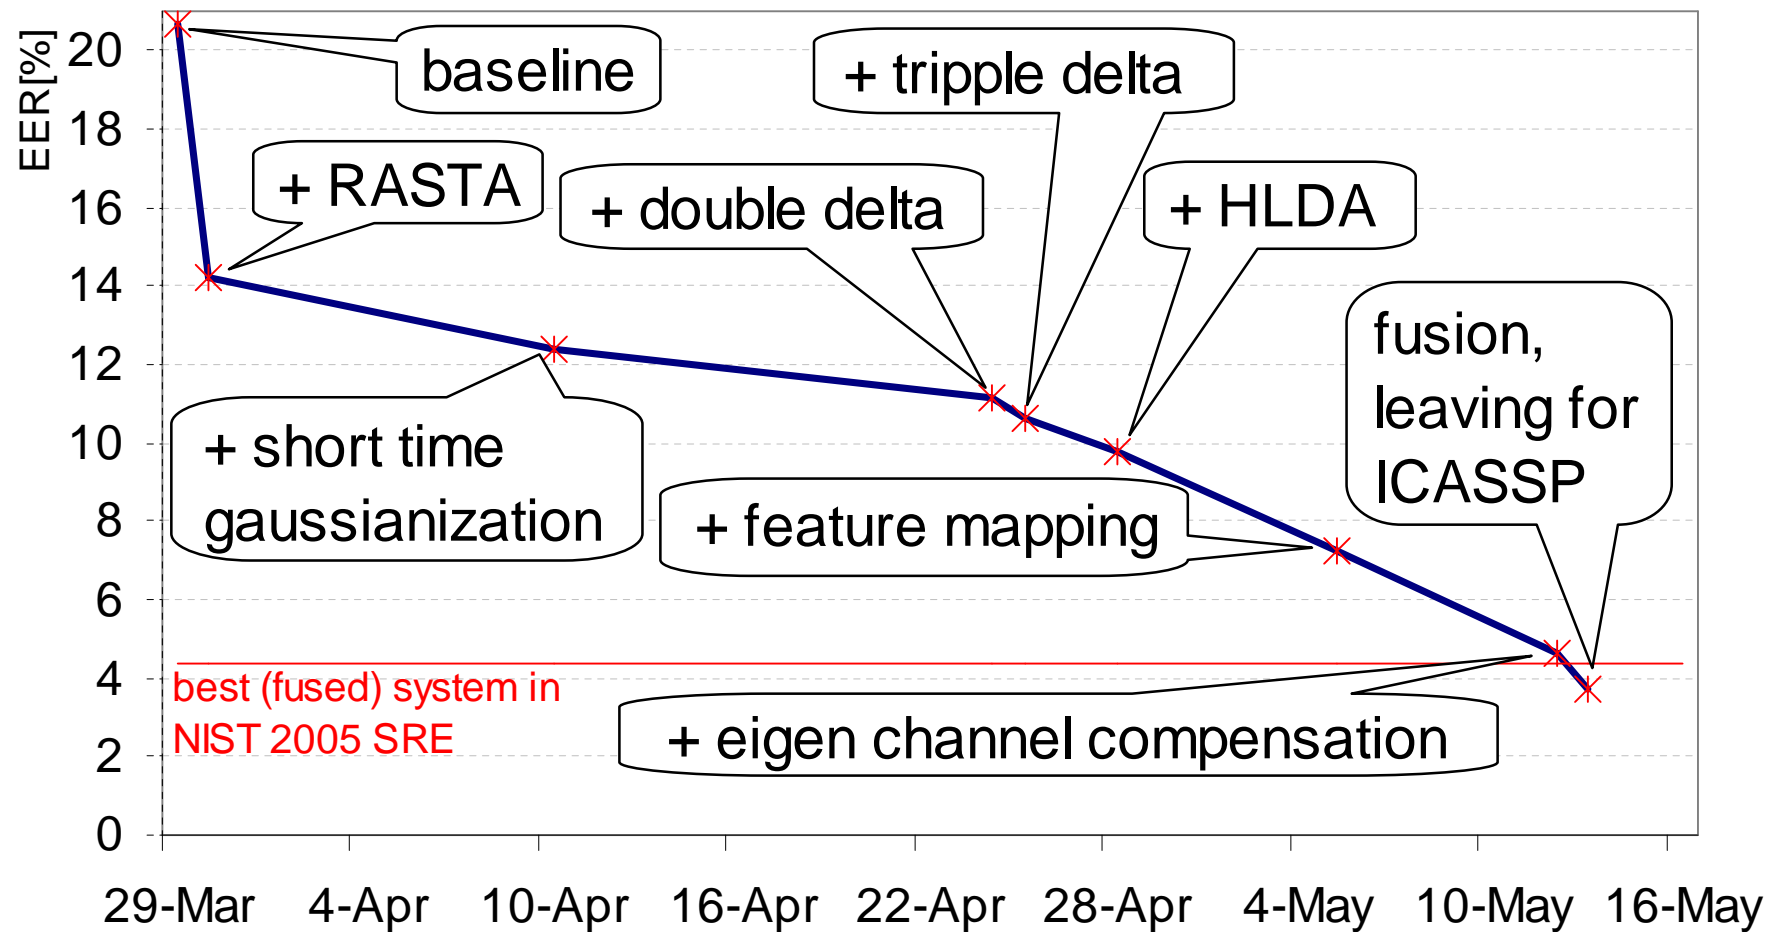 EER[%]
20
18
16
14
12
10
8
6
4
2
0
baseline
+ tripple delta
+ RASTA
+ double delta
+ HLDA
fusion,
leaving for
ICASSP
+ short time
gaussianization
+ feature mapping
best (fused) system in
NIST 2005 SRE
+ eigen channel compensation
29-Mar 4-Apr 10-Apr 16-Apr 22-Apr 28-Apr 4-May 10-May 16-May